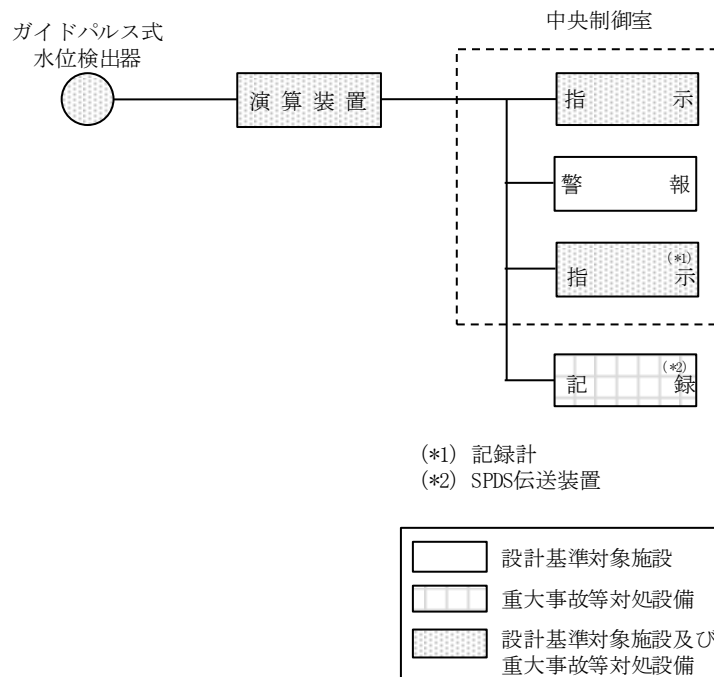 中央制御室
ガイドパルス式
水位検出器
演算装置
指示
警報
指示(*1)
記録(*2)
(*1) 記録計
(*2) SPDS伝送装置
設計基準対象施設
重大事故等対処設備
設計基準対象施設及び
重大事故等対処設備